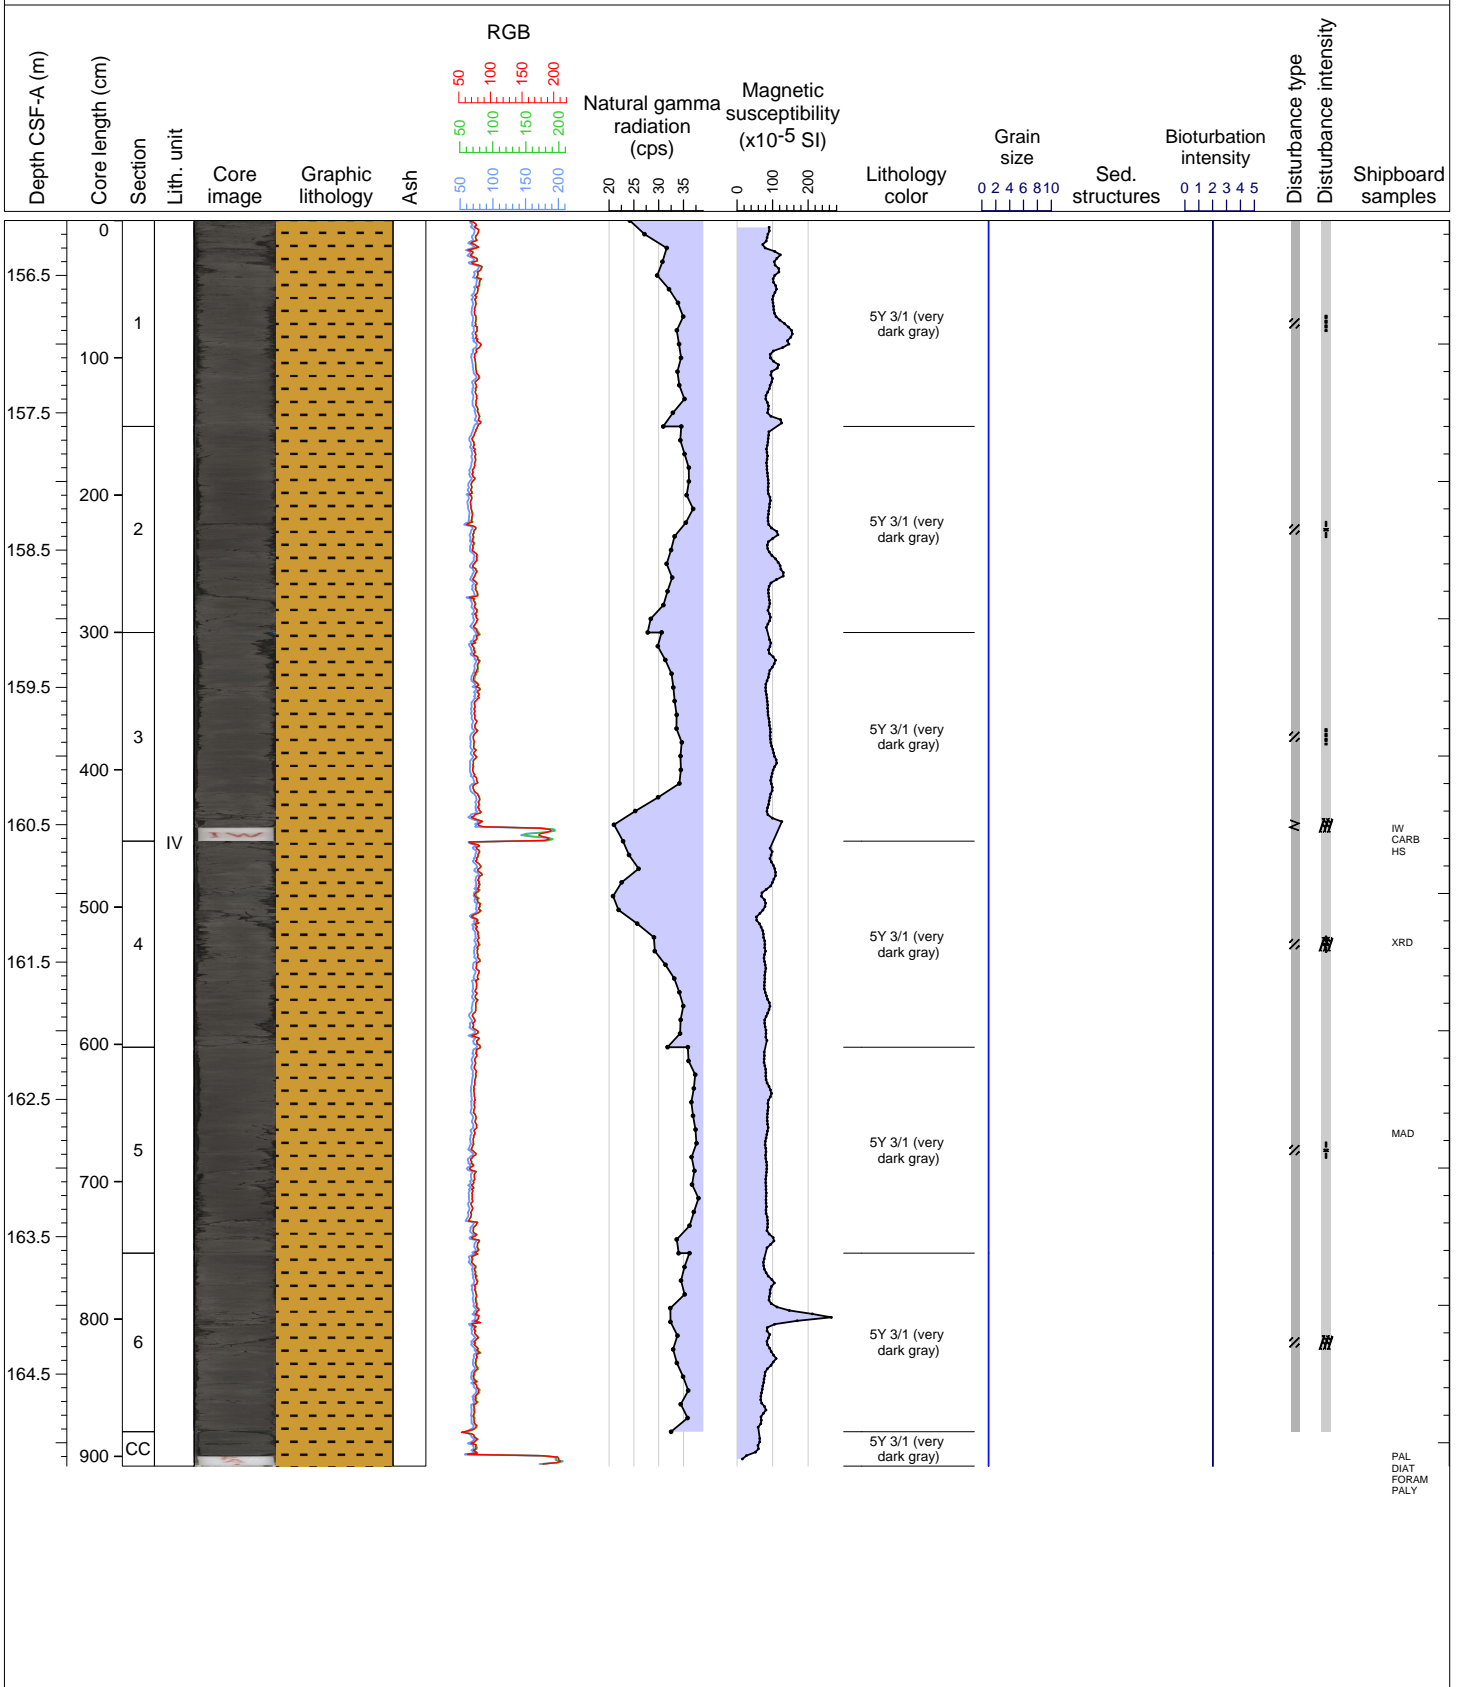 Depth CSF-A (m)
Core length (cm)
Section
Lith. unit
Core
image
Graphic
lithology
Ash
RGB
50 100 150 200
50 100 150 200
50 100 150 200
Natural gamma
radiation
(cps)
20 25 30 35
Magnetic
susceptibility
(x10-5 SI)
0 100 200
Lithology
color
Grain
size
0 2 4 6 8 10
Sed.
structures
Bioturbation
intensity
0 1 2 3 4 5
Disturbance type
Disturbance intensity
Shipboard
samples
0
156.5
1
5Y 3/1 (very
dark gray)
100
157.5
200
2
5Y 3/1 (very
dark gray)
158.5
300
159.5
3
5Y 3/1 (very
dark gray)
400
160.5
IW
IV
IW
CARB
HS
500
4
5Y 3/1 (very
dark gray)
XRD
161.5
600
162.5
MAD
5
5Y 3/1 (very
dark gray)
700
163.5
800
6
5Y 3/1 (very
dark gray)
164.5
CC
5Y 3/1 (very
dark gray)
900
PAL
DIAT
FORAM
PALY